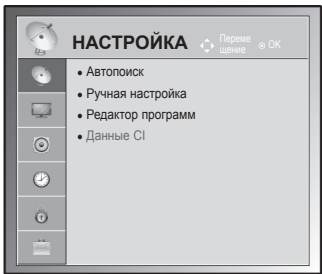 НАСТРОЙКА Переме
щение OK
• Автопоиск
• Ручная настройка
• Редактор программ
• Данные CI